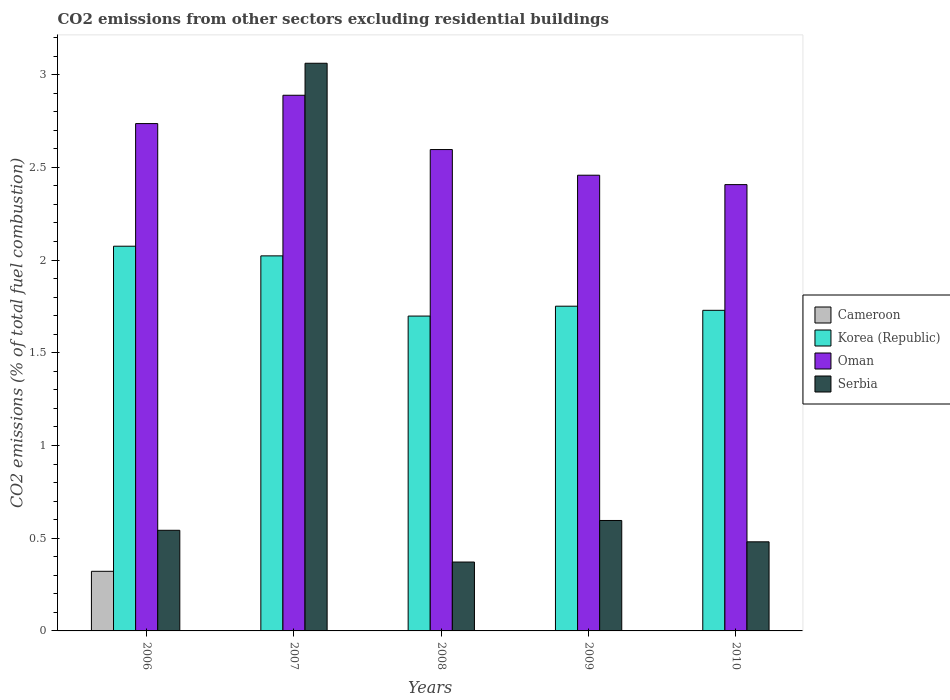 CO2 emissions from other sectors excluding residential buildings
CO2 emissions (% of total fuel combustion)
3
2.5
2
1.5
1
0.5
0
2006
2007
2008
2009
2010
Years
Cameroon
Korea (Republic)
Oman
Serbia